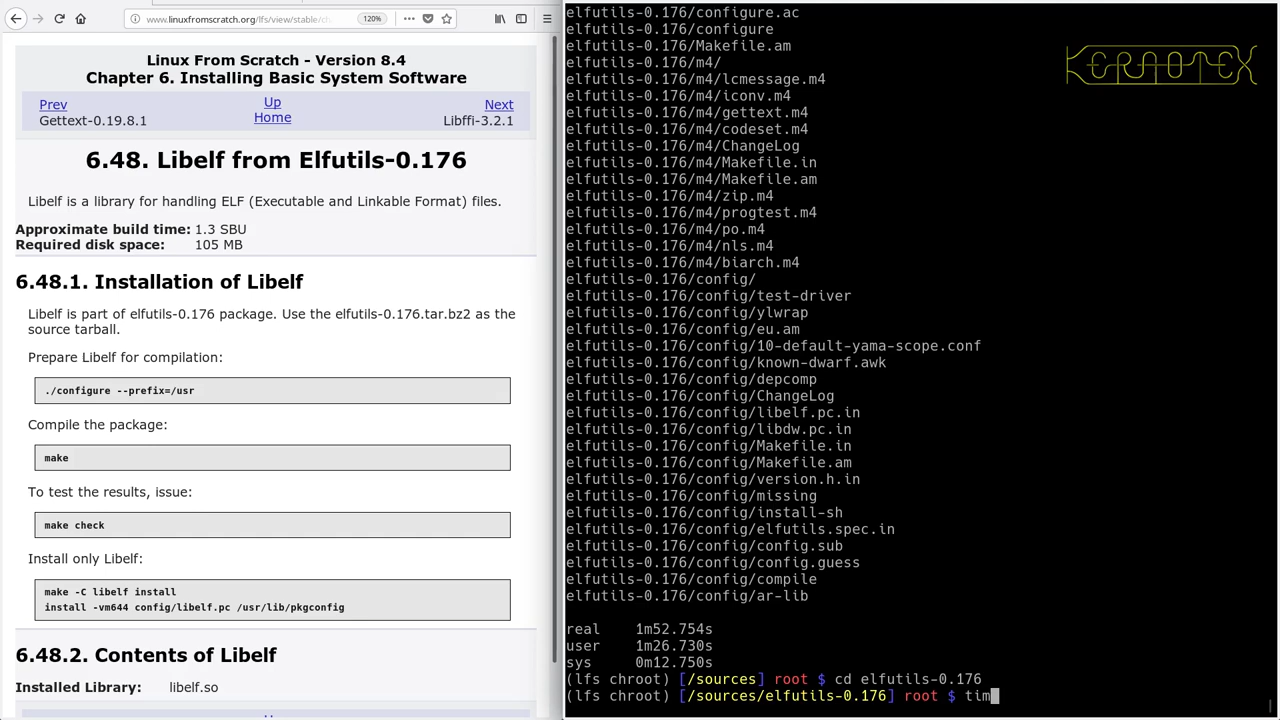 www.linuxfromscratch.org/lfs/view/stable/ch
120%
Linux From Scratch - Version 8.4
Chapter 6. Installing Basic System Software
Prev
Up
Next
Gettext-0.19.8.1
Home
Libffi-3.2.1
6.48. Libelf from Elfutils-0.176
Libelf is a library for handling ELF (Executable and Linkable Format) files.
Approximate build time: 1.3 SBU
Required disk space: 105 MB
6.48.1. Installation of Libelf
Libelf is part of elfutils-0.176 package. Use the elfutils-0.176.tar.bz2 as the
source tarball.
Prepare Libelf for compilation:
./configure --prefix=/usr
Compile the package:
make
To test the results, issue:
make check
Install only Libelf:
make -C libelf install
install -vm644 config/libelf.pc /usr/lib/pkgconfig
6.48.2. Contents of Libelf
Installed Library: libelf.so
elfutils-0.176/configure.ac
elfutils-0.176/configure
elfutils-0.176/Makefile.am
elfutils-0.176/m4/
elfutils-0.176/m4/lcmessage.m4
elfutils-0.176/m4/iconv.m4
elfutils-0.176/m4/gettext.m4
elfutils-0.176/m4/codeset.m4
elfutils-0.176/m4/ChangeLog
elfutils-0.176/m4/Makefile.in
elfutils-0.176/m4/Makefile.am
elfutils-0.176/m4/zip.m4
elfutils-0.176/m4/progtest.m4
elfutils-0.176/m4/po.m4
elfutils-0.176/m4/nls.m4
elfutils-0.176/m4/biarch.m4
elfutils-0.176/config/
elfutils-0.176/config/test-driver
elfutils-0.176/config/ylwrap
elfutils-0.176/config/eu.am
elfutils-0.176/config/10-default-yama-scope.conf
elfutils-0.176/config/known-dwarf.awk
elfutils-0.176/config/depcomp
elfutils-0.176/config/ChangeLog
elfutils-0.176/config/libelf.pc.in
elfutils-0.176/config/libdw.pc.in
elfutils-0.176/config/Makefile.in
elfutils-0.176/config/Makefile.am
elfutils-0.176/config/version.h.in
elfutils-0.176/config/missing
elfutils-0.176/config/install-sh
elfutils-0.176/config/elfutils.spec.in
elfutils-0.176/config/config.sub
elfutils-0.176/config/config.guess
elfutils-0.176/config/compile
elfutils-0.176/config/ar-lib
real 1m52.754s
user 1m26.730s
sys 0m12.750s
(lfs chroot) [/sources] root $ cd elfutils-0.176
(lfs chroot) [/sources/elfutils-0.176] root $ tim